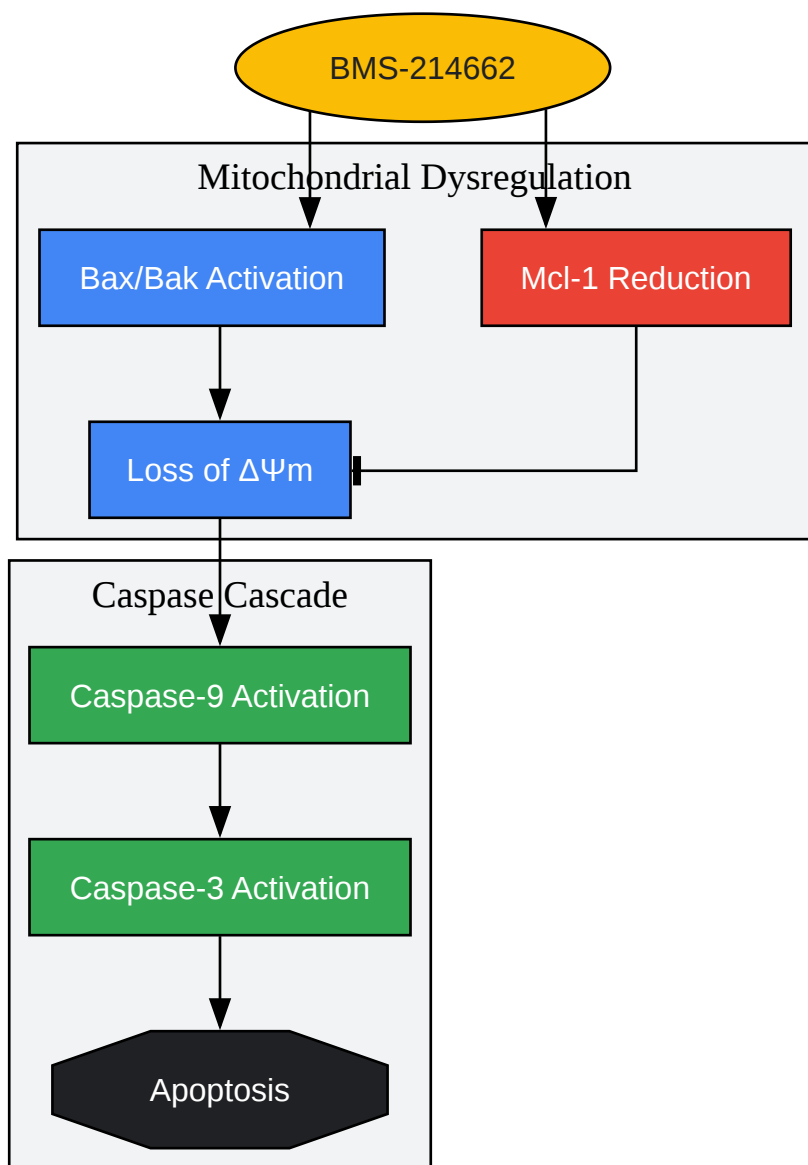 BMS-214662
Mitochondrial Dysregulation
Bax/Bak Activation
Mcl-1 Reduction
Loss of ΔΨm
Caspase Cascade
Caspase-9 Activation
Caspase-3 Activation
Apoptosis